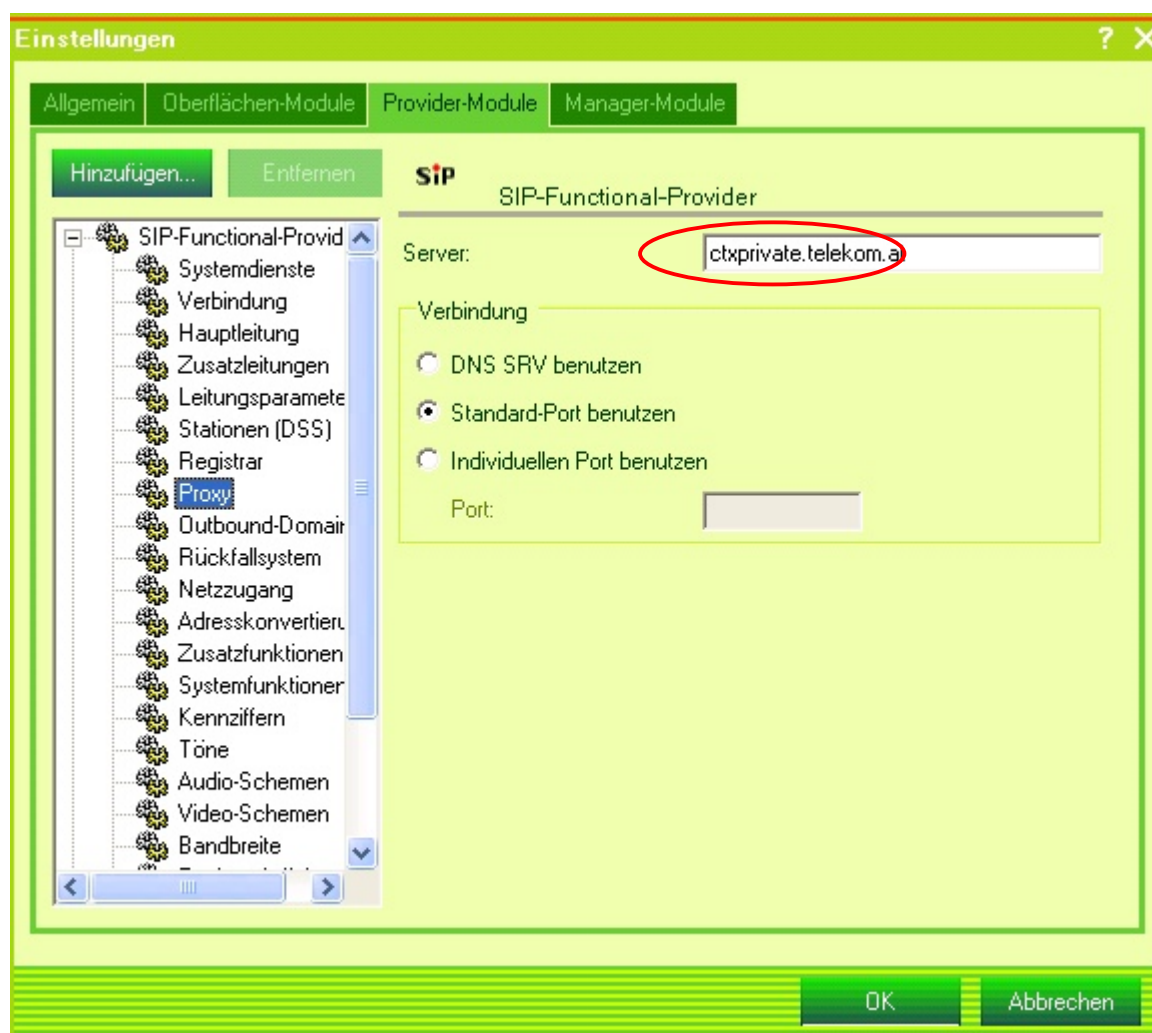 Einstellungen
? X
Allgemein Oberflächen-Module Provider-Module Manager-Module
Hinzufügen... Entfernen
SIP
SIP-Functional-Provider
SIP-Functional-Provid
Systemdienste
Verbindung
Hauptleitung
Zusatzleitungen
Leitungsparamete
Stationen (DSS)
Registrar
Proxy
Outbound-Domain
Rückfallsystem
Netzzugang
Adresskonvertieru
Zusatzfunktionen
Systemfunktioner
Kennziffern
Töne
Audio-Schemen
Video-Schemen
Bandbreite
Server: ctxprivate.telekom.at
Verbindung
DNS SRV benutzen
Standard-Port benutzen
Individuellen Port benutzen
Port:
OK Abbrechen